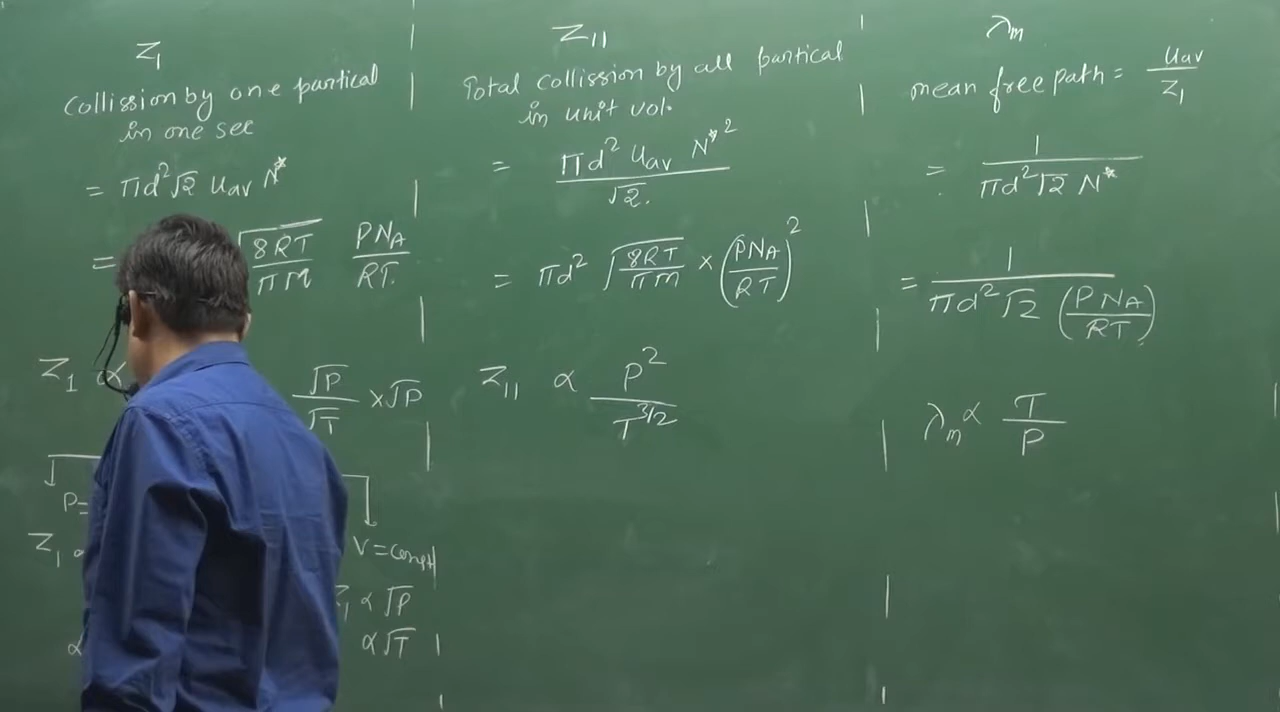 Z₁
Collission by one partical
in one sec
= πd²√2 uav N*
= √(8RT/πM) PNA/RT
Z₁ ∝ √P/√T × √P
P=
Z₁ ∝
∝
V = const
Z₁ ∝ √P
∝ √T
Z₁₁
Total collission by all partical
in unit vol.
= πd² uav N*²/√2.
= πd² √(8RT/πM) × (PNA/RT)²
Z₁₁ ∝ P²/T^3/2
λm
mean free path = uav/Z₁
= 1/(πd²√2 N*)
= 1/(πd²√2 (PNA/RT))
λm ∝ T/P